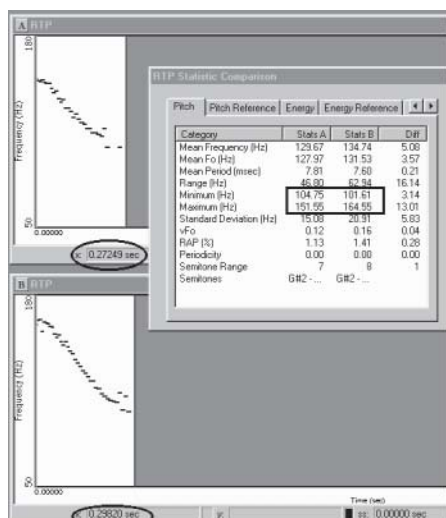 A RTP
180
Frequency (Hz)
50
0.00000
x: 0.27249 sec
RTP Statistic Comparison
Pitch Pitch Reference Energy Energy Reference
Category Stats A Stats B Diff
Mean Frequency (Hz) 129.67 134.74 5.08
Mean Fo (Hz) 127.97 131.53 3.57
Mean Period (msec) 7.81 7.60 0.21
Range (Hz) 46.80 62.94 16.14
Minimum (Hz) 104.75 101.61 3.14
Maximum (Hz) 151.55 164.55 13.01
Standard Deviation (Hz) 15.08 20.91 5.83
vFo 0.12 0.16 0.04
RAP (%) 1.13 1.41 0.28
Periodicity 0.00 0.00 0.00
Semitone Range 7 8 1
Semitones G#2 - ... G#2 - ...
B RTP
180
Frequency (Hz)
50
0.00000
Time (sec)
x: 0.29820 sec y: ss: 0.00000 sec